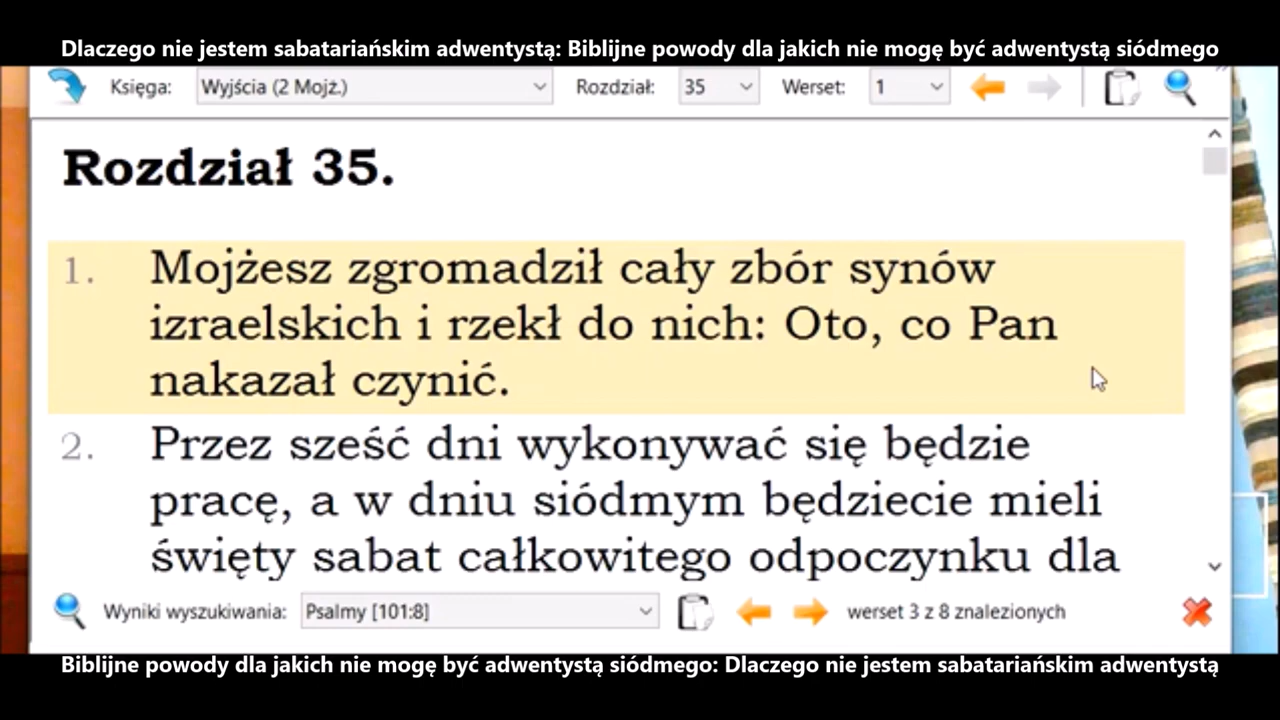 Dlaczego nie jestem sabatariańskim adwentystą: Biblijne powody dla jakich nie mogę być adwentystą siódmego
Księga: Wyjścia (2 Mojż.) Rozdział: 35 Werset: 1
Rozdział 35.
1. Mojżesz zgromadził cały zbór synów
izraelskich i rzekł do nich: Oto, co Pan
nakazał czynić.
2. Przez sześć dni wykonywać się będzie
pracę, a w dniu siódmym będziecie mieli
święty sabat całkowitego odpoczynku dla
Wyniki wyszukiwania: Psalmy [101:8] werset 3 z 8 znalezionych
Biblijne powody dla jakich nie mogę być adwentystą siódmego: Dlaczego nie jestem sabatariańskim adwentystą